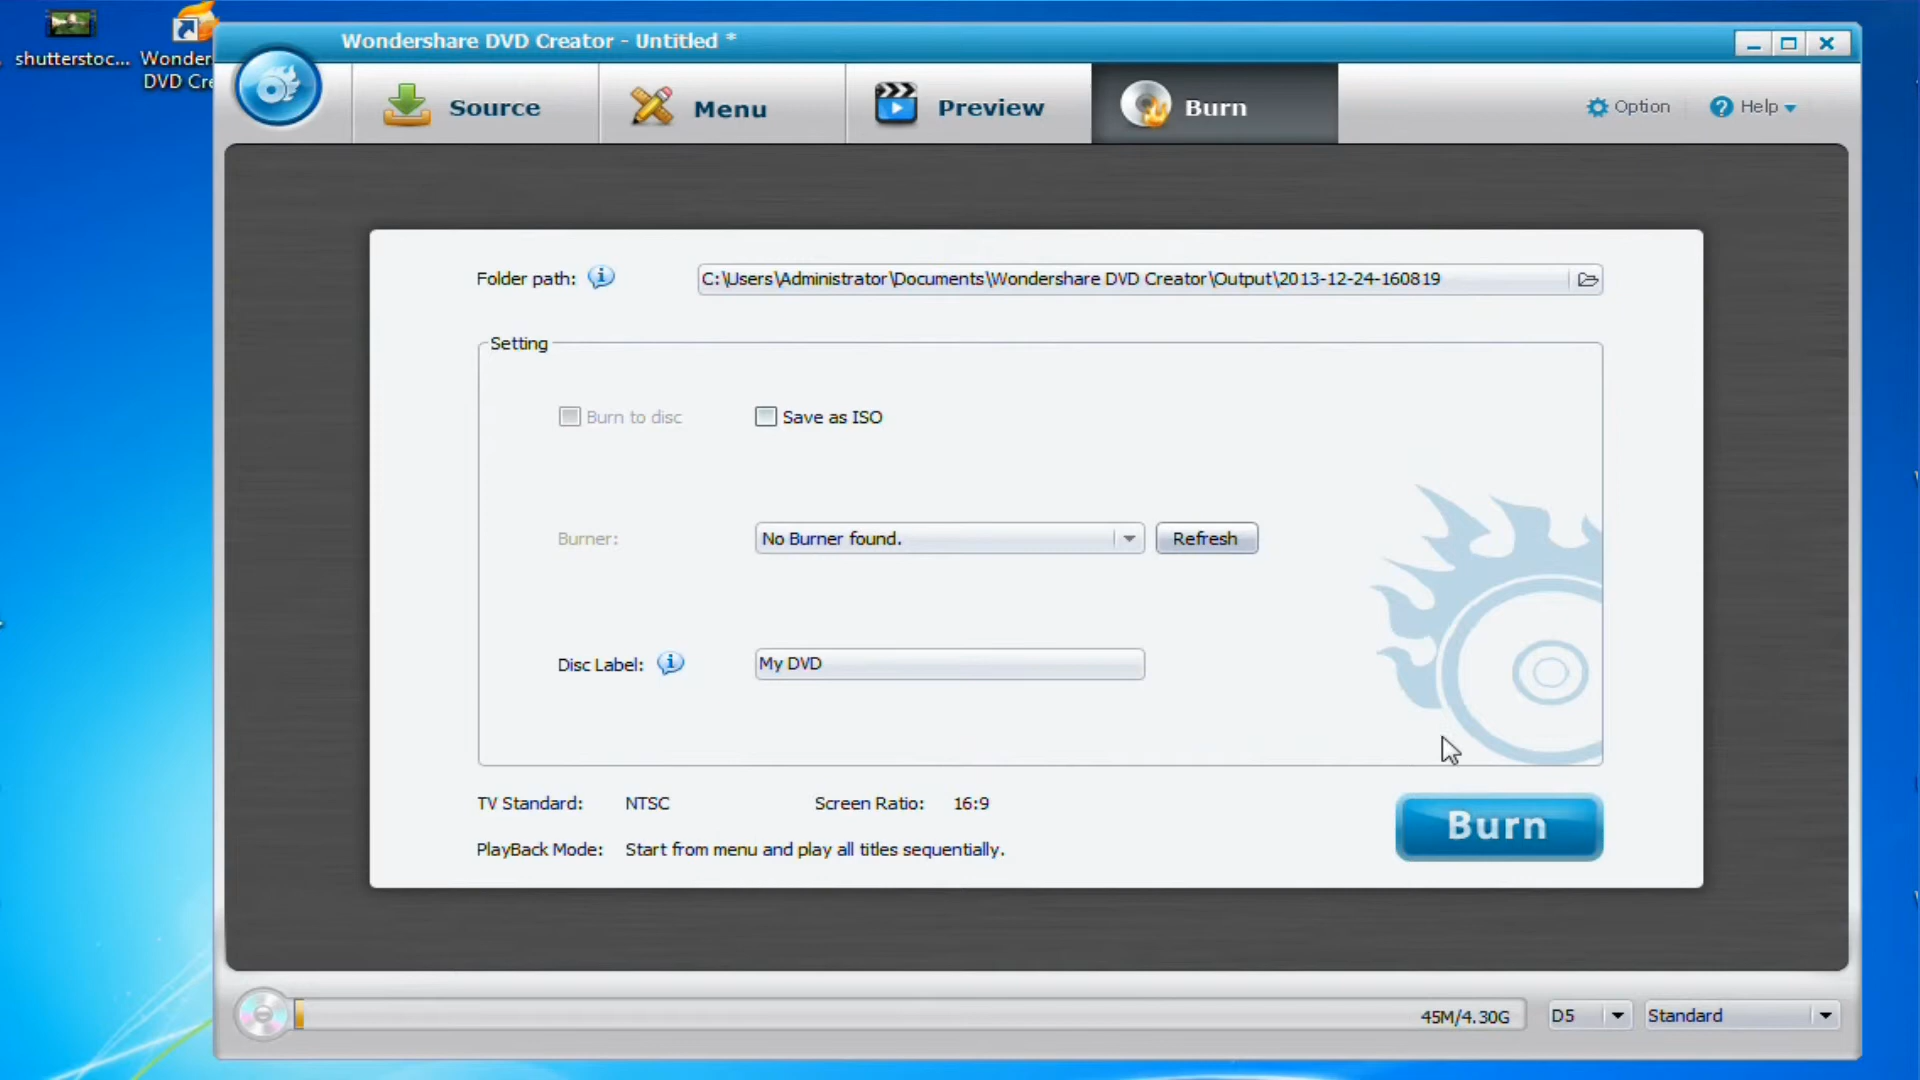 shutterstoc...
Wonder
DVD Cre
Wondershare DVD Creator - Untitled *
Source
Menu
Preview
Burn
Option
Help
Folder path:
C:\Users\Administrator\Documents\Wondershare DVD Creator\Output\2013-12-24-160819
Setting
Burn to disc
Save as ISO
Burner:
No Burner found.
Refresh
Disc Label:
My DVD
TV Standard: NTSC
Screen Ratio: 16:9
PlayBack Mode: Start from menu and play all titles sequentially.
Burn
45M/4.30G
D5
Standard